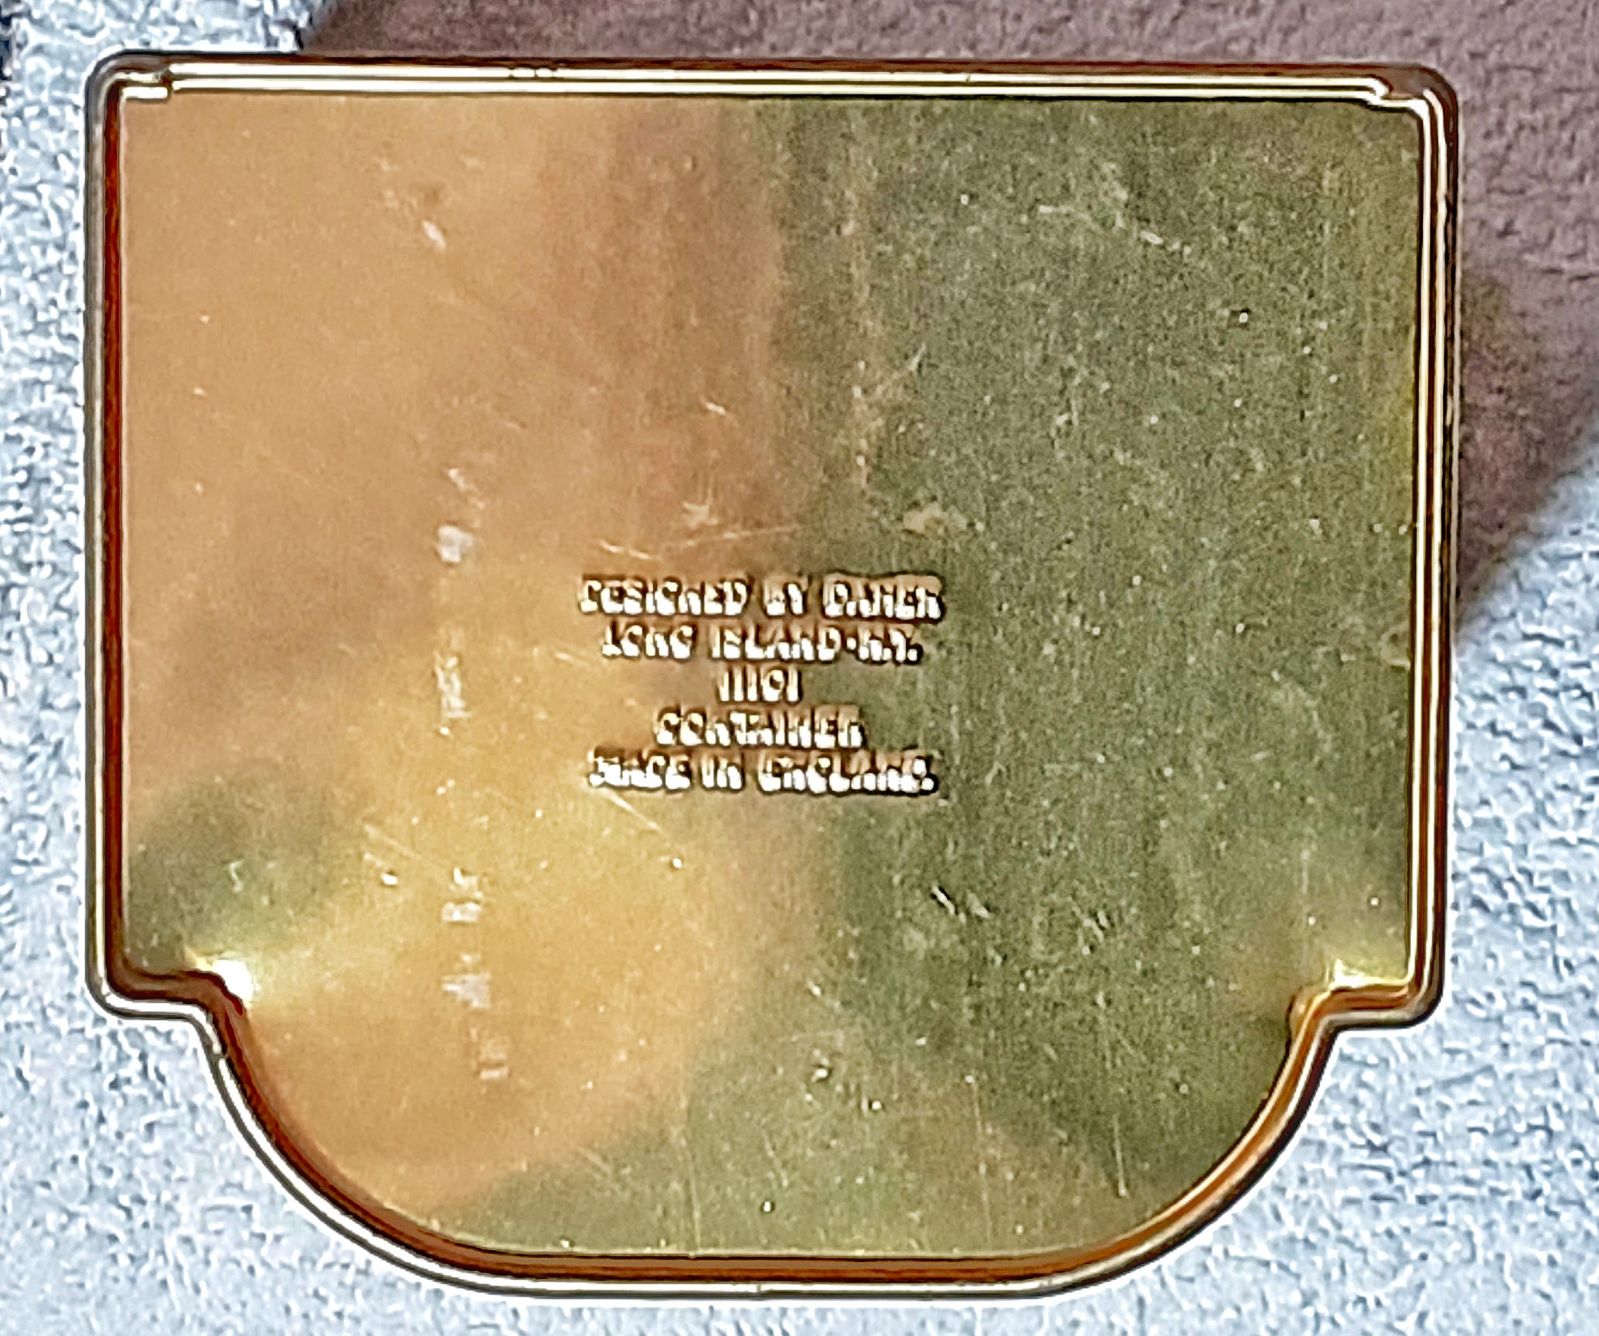 DESIGNED BY DAHER
LONG ISLAND·N.Y.
11101
CONTAINER
MADE IN ENGLAND.